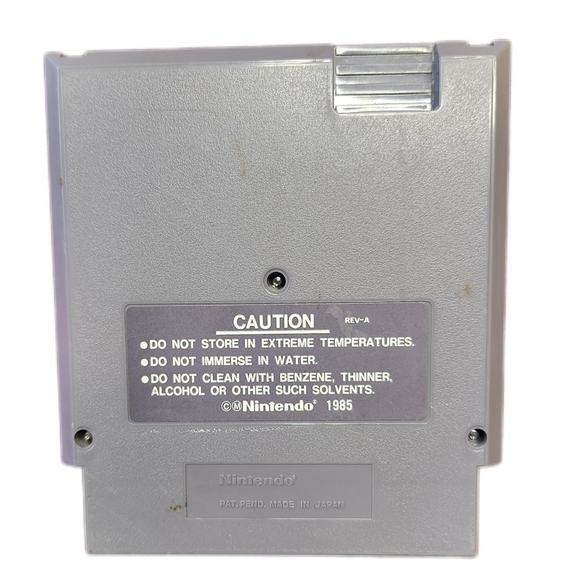 CAUTION REV-A
●DO NOT STORE IN EXTREME TEMPERATURES.
●DO NOT IMMERSE IN WATER.
●DO NOT CLEAN WITH BENZENE, THINNER,
ALCOHOL OR OTHER SUCH SOLVENTS.
©ⓂNintendo® 1985
Nintendo®
PAT. PEND. MADE IN JAPAN